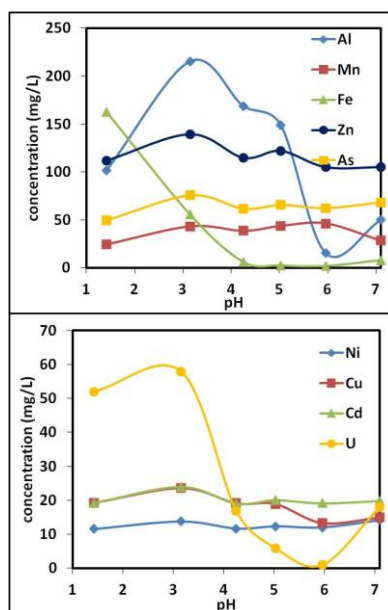 250
200
150
100
50
0
concentration (mg/L)
Al
Mn
Fe
Zn
As
1 2 3 4 5 6 7
pH
70
60
50
40
30
20
10
0
concentration (mg/L)
Ni
Cu
Cd
U
1 2 3 4 5 6 7
pH